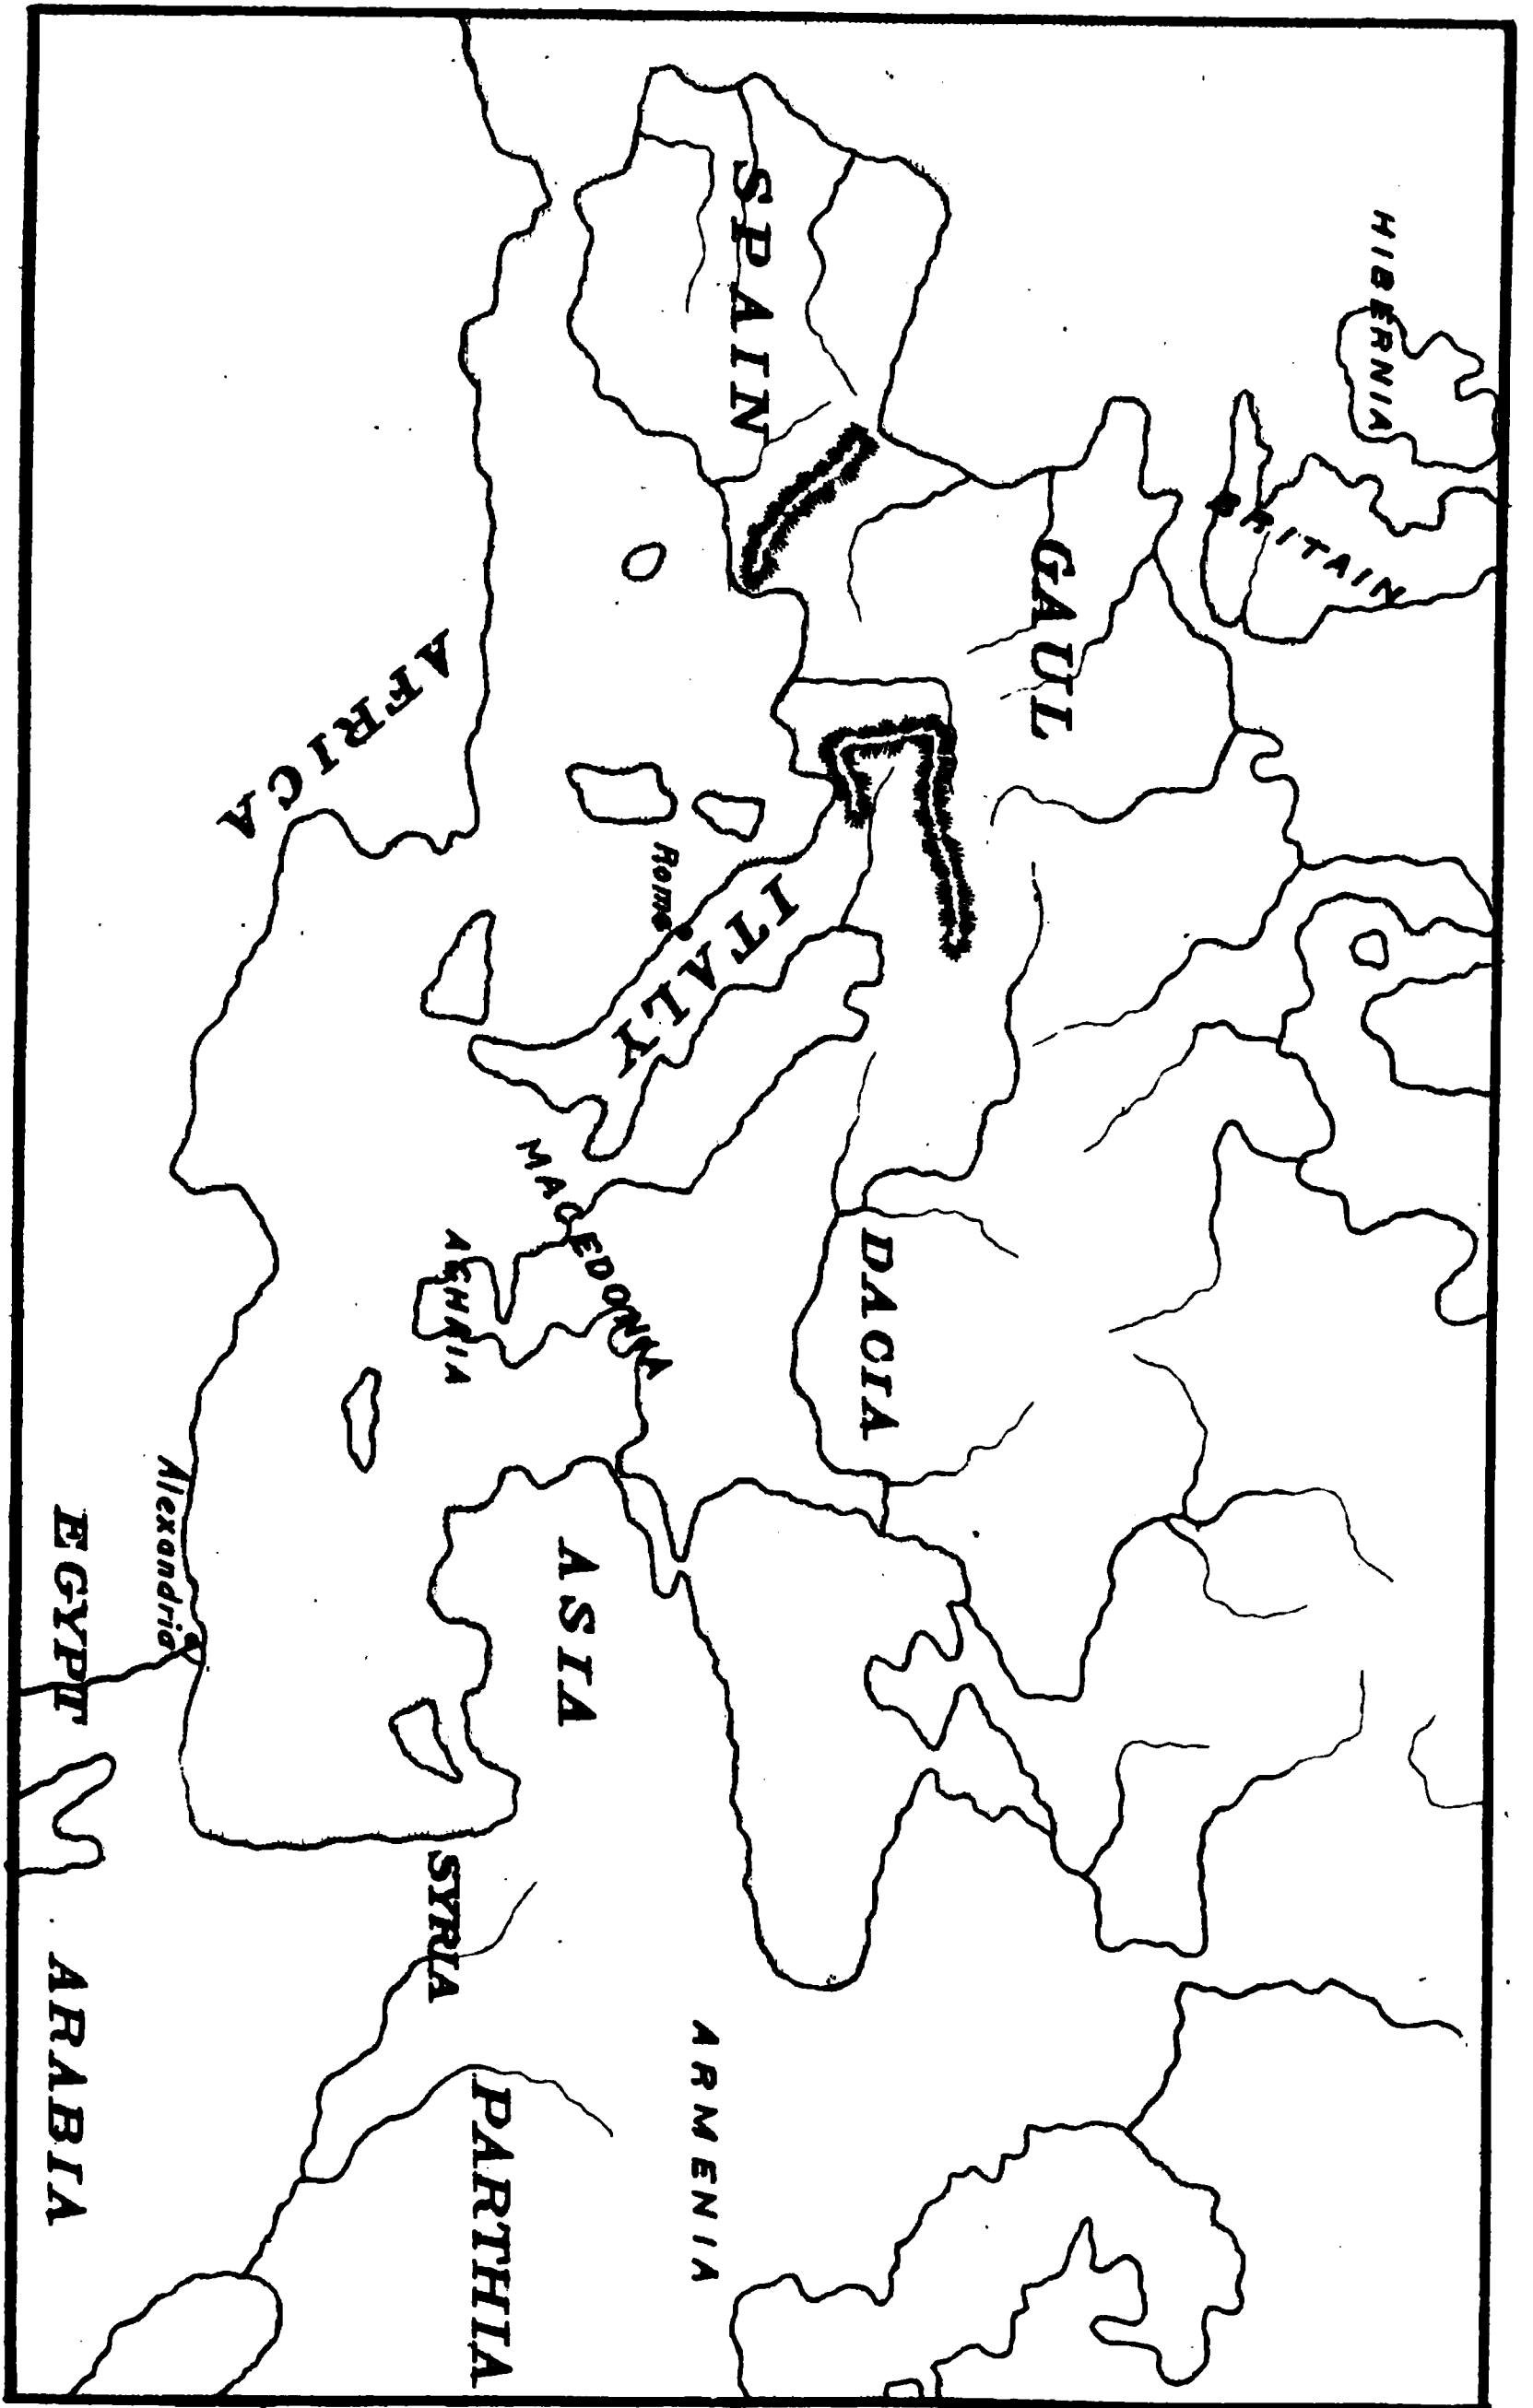 HIBERNIA
BRITAIN
GAUL
SPAIN
DACIA
ITALY
Rome
MACEDONIA
ACHAIA
ASIA
ARMENIA
AFRICA
SYRIA
PARTHIA
Alexandria
EGYPT
ARABIA